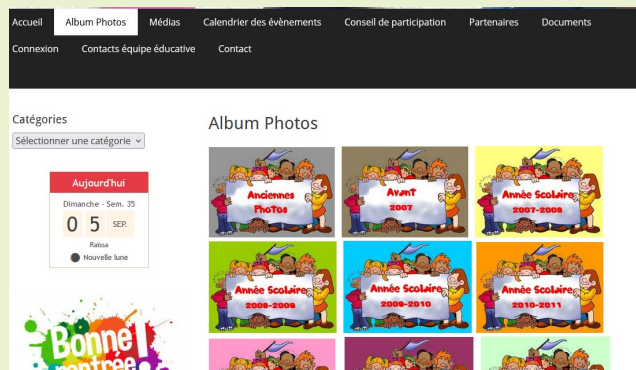 Accueil Album Photos Médias Calendrier des évènements Conseil de participation Partenaires Documents
Connexion Contacts équipe éducative Contact
Catégories
Sélectionner une catégorie
Aujourd'hui
Dimanche - Sem. 35
0 5 SEP.
Raïssa
Nouvelle lune
Bonne
rentrée
Album Photos
Anciennes
Photos
Avant
2007
Année Scolaire
2007-2008
Année Scolaire
2008-2009
Année Scolaire
2009-2010
Année Scolaire
2010-2011